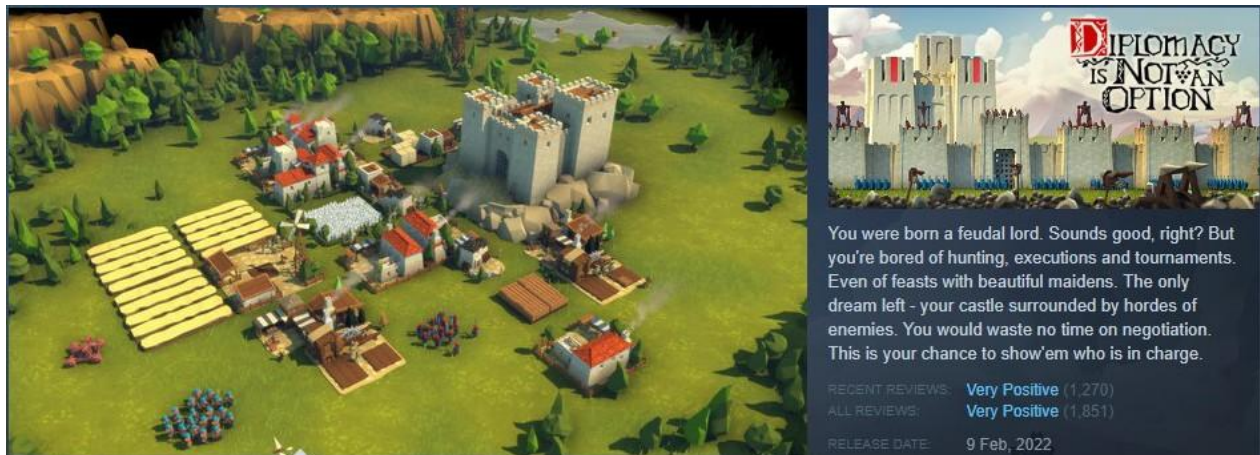 DIPLOMACY
IS NOT AN
OPTION
You were born a feudal lord. Sounds good, right? But
you're bored of hunting, executions and tournaments.
Even of feasts with beautiful maidens. The only
dream left - your castle surrounded by hordes of
enemies. You would waste no time on negotiation.
This is your chance to show'em who is in charge.
RECENT REVIEWS: Very Positive (1,270)
ALL REVIEWS: Very Positive (1,851)
RELEASE DATE: 9 Feb, 2022